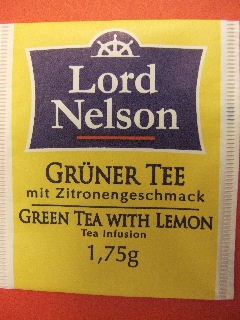 Lord
Nelson
GRÜNER TEE
mit Zitronengeschmack
GREEN TEA WITH LEMON
Tea Infusion
1,75g